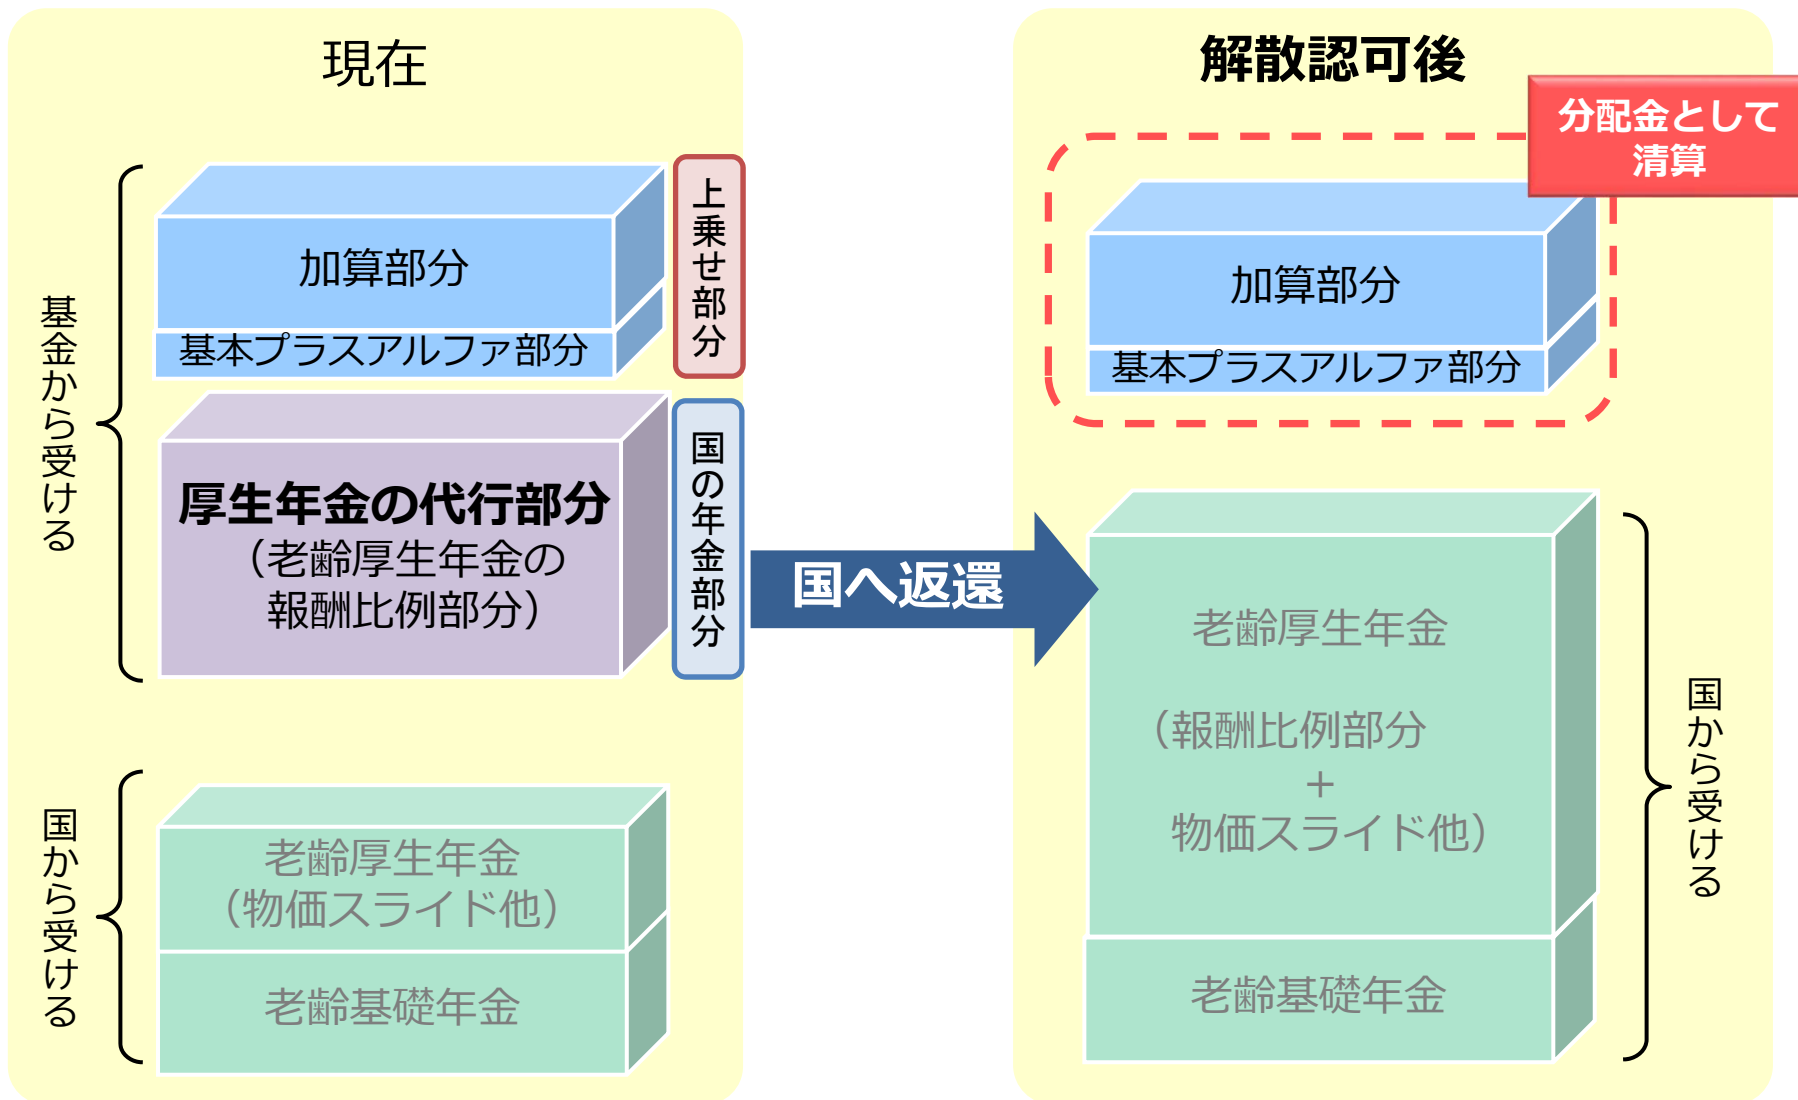 現在
基金から受ける
加算部分
基本プラスアルファ部分
上乗せ部分
厚生年金の代行部分
（老齢厚生年金の
報酬比例部分）
国の年金部分
国から受ける
老齢厚生年金
（物価スライド他）
老齢基礎年金
国へ返還
解散認可後
分配金として
清算
加算部分
基本プラスアルファ部分
老齢厚生年金
（報酬比例部分
＋
物価スライド他）
老齢基礎年金
国から受ける